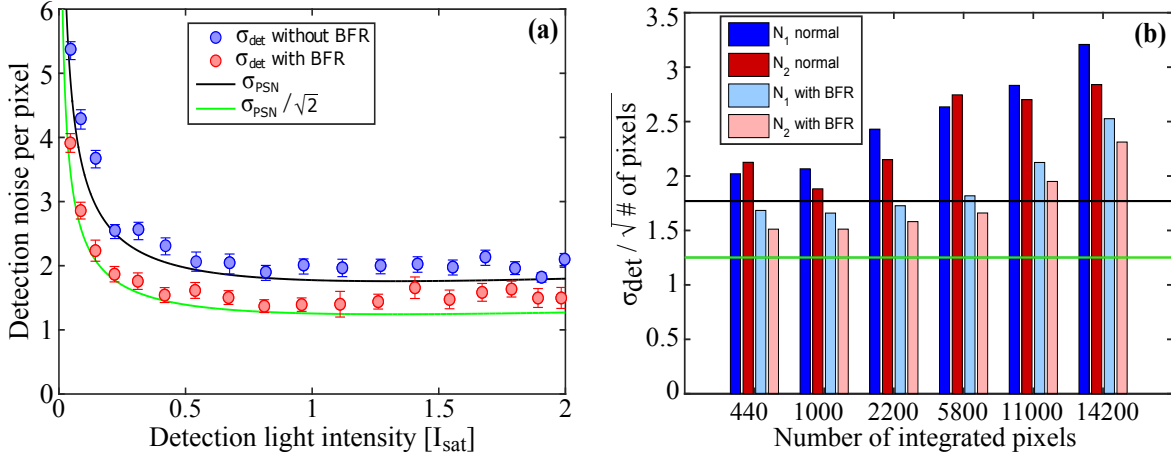 (a)
σdet without BFR
σdet with BFR
σPSN
σPSN / √2
Detection noise per pixel
6
5
4
3
2
1
0
0 0.5 1 1.5 2
Detection light intensity [Isat]
(b)
N1 normal
N2 normal
N1 with BFR
N2 with BFR
σdet / √# of pixels
3.5
3
2.5
2
1.5
1
0.5
0
440 1000 2200 5800 11000 14200
Number of integrated pixels